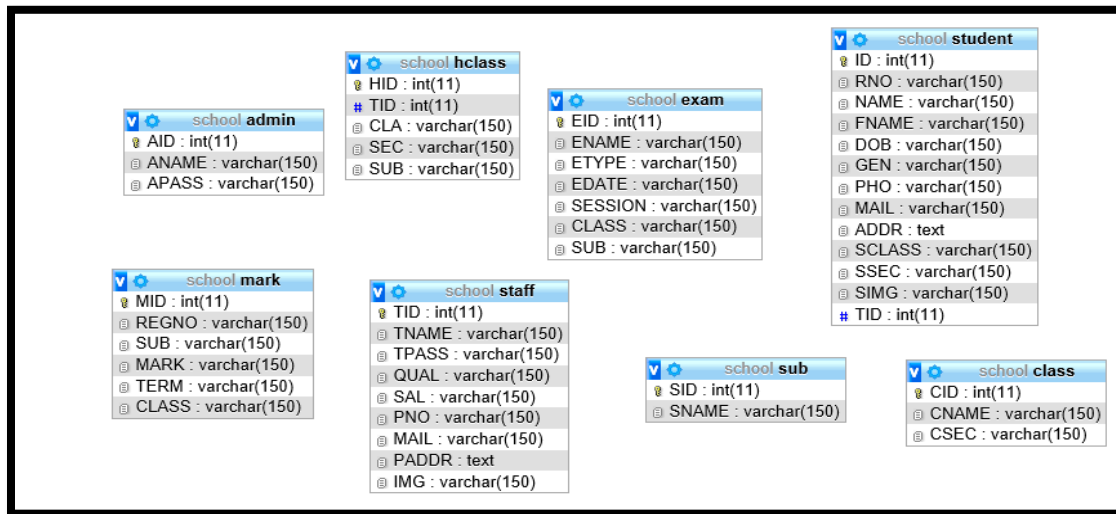 school admin
AID : int(11)
ANAME : varchar(150)
APASS : varchar(150)
school hclass
HID : int(11)
# TID : int(11)
CLA : varchar(150)
SEC : varchar(150)
SUB : varchar(150)
school exam
EID : int(11)
ENAME : varchar(150)
ETYPE : varchar(150)
EDATE : varchar(150)
SESSION : varchar(150)
CLASS : varchar(150)
SUB : varchar(150)
school student
ID : int(11)
RNO : varchar(150)
NAME : varchar(150)
FNAME : varchar(150)
DOB : varchar(150)
GEN : varchar(150)
PHO : varchar(150)
MAIL : varchar(150)
ADDR : text
SCLASS : varchar(150)
SSEC : varchar(150)
SIMG : varchar(150)
# TID : int(11)
school mark
MID : int(11)
REGNO : varchar(150)
SUB : varchar(150)
MARK : varchar(150)
TERM : varchar(150)
CLASS : varchar(150)
school staff
TID : int(11)
TNAME : varchar(150)
TPASS : varchar(150)
QUAL : varchar(150)
SAL : varchar(150)
PNO : varchar(150)
MAIL : varchar(150)
PADDR : text
IMG : varchar(150)
school sub
SID : int(11)
SNAME : varchar(150)
school class
CID : int(11)
CNAME : varchar(150)
CSEC : varchar(150)